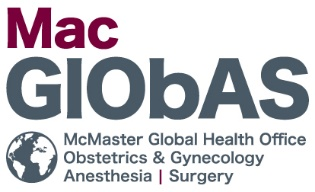 Mac
GlObAS
McMaster Global Health Office
Obstetrics & Gynecology
Anesthesia | Surgery